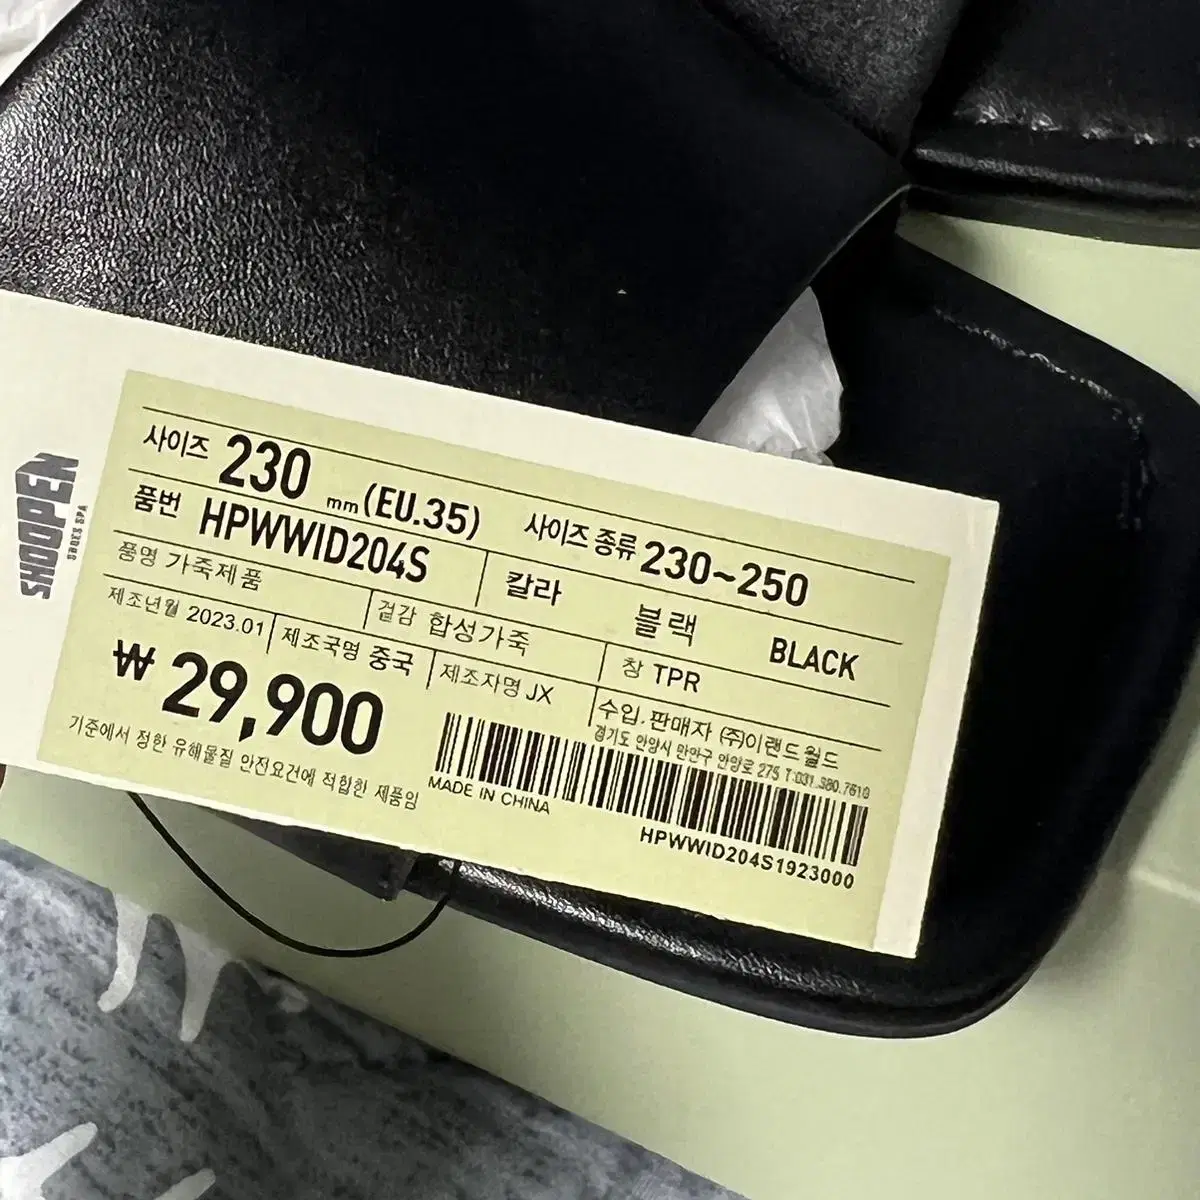 SHOOPEN
SHOES SPA
사이즈 230 mm (EU.35) 사이즈 종류 230~250
품번 HPWWID204S 칼라 블랙 BLACK
품명 가죽제품 겉감 합성가죽 창 TPR
제조년월 2023.01 제조국명 중국 제조자명 JX 수입.판매자 (주)이랜드월드
경기도 안양시 만안구 안양로 275 T:031.380.7610
₩ 29,900
기준에서 정한 유해물질 안전요건에 적합한 제품임
MADE IN CHINA
HPWWID204S1923000